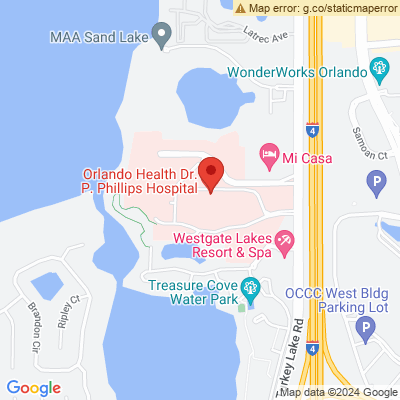 Map error: g.co/staticmaperror
Latrec Ave
MAA Sand Lake
WonderWorks Orlando
4
Samoan Ct
Mi Casa
Orlando Health Dr.
P. Phillips Hospital
P
Westgate Lakes
Resort & Spa
Treasure Cove
Water Park
OCCC West Bldg
Parking Lot
P
Ripley Ct
Brandon Cir
rkey Lake Rd
4
Google
Map data ©2024 Google